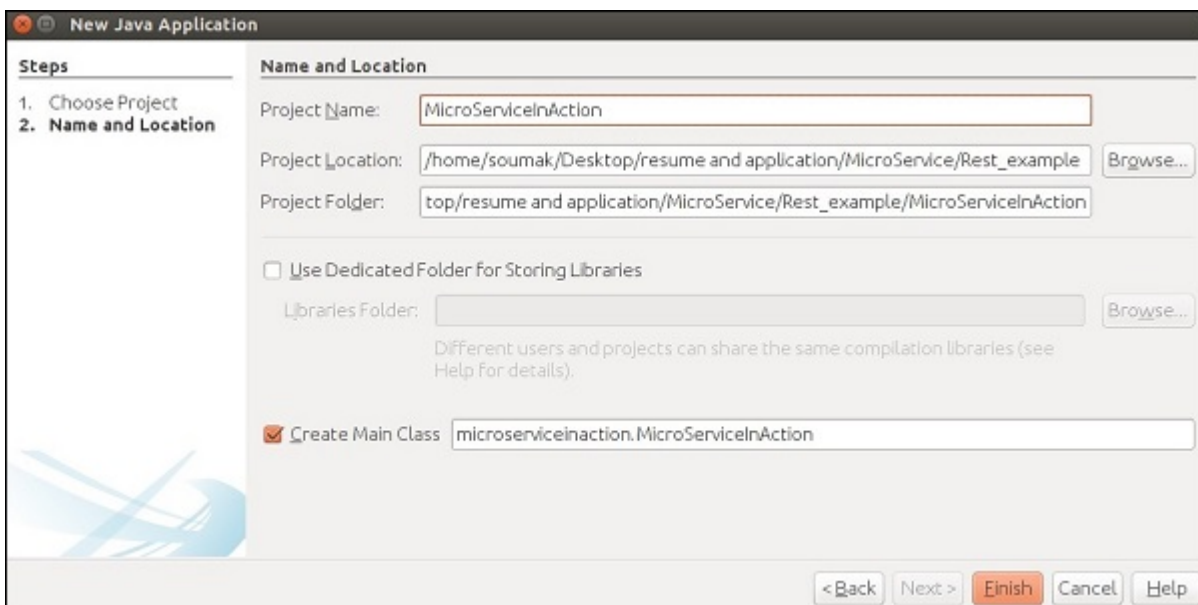 New Java Application
Steps
1. Choose Project
2. Name and Location
Name and Location
Project Name: MicroServiceInAction
Project Location: /home/soumak/Desktop/resume and application/MicroService/Rest_example Browse...
Project Folder: top/resume and application/MicroService/Rest_example/MicroServiceInAction
Use Dedicated Folder for Storing Libraries
Libraries Folder: Browse...
Different users and projects can share the same compilation libraries (see
Help for details).
Create Main Class microserviceinaction.MicroServiceInAction
< Back Next > Finish Cancel Help